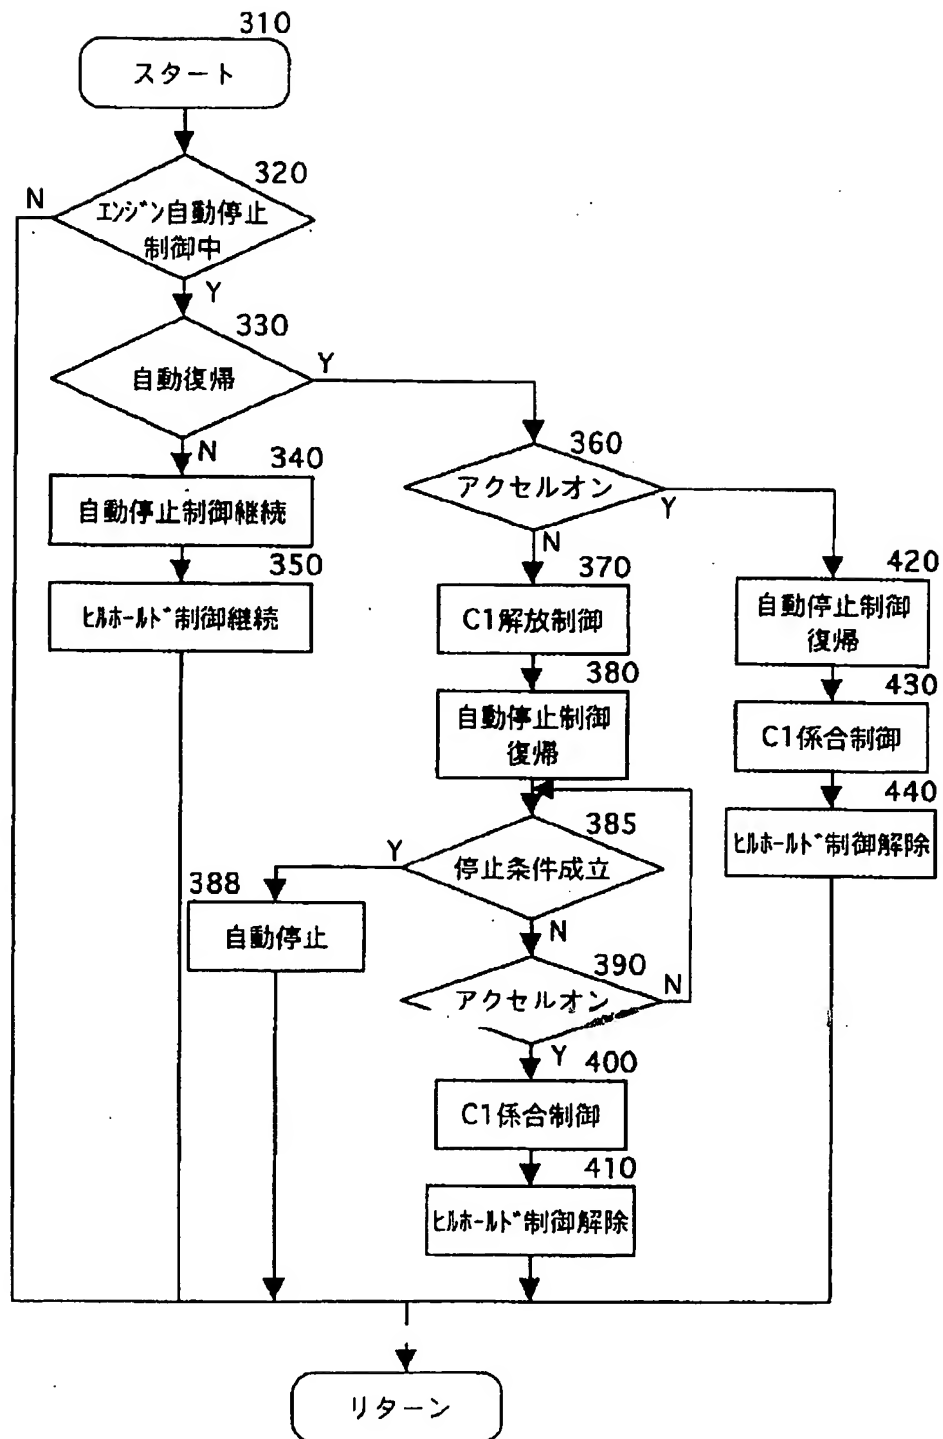 310
スタート
320
N
ｴﾝｼﾞﾝ自動停止
制御中
Y
330
自動復帰
Y
N
340
自動停止制御継続
350
ﾋﾙﾎｰﾙﾄﾞ制御継続
360
アクセルオン
Y
N
370
C1解放制御
380
自動停止制御
復帰
385
Y
停止条件成立
388
自動停止
N
390
アクセルオン
N
Y
400
C1係合制御
410
ﾋﾙﾎｰﾙﾄﾞ制御解除
420
自動停止制御
復帰
430
C1係合制御
440
ﾋﾙﾎｰﾙﾄﾞ制御解除
リターン